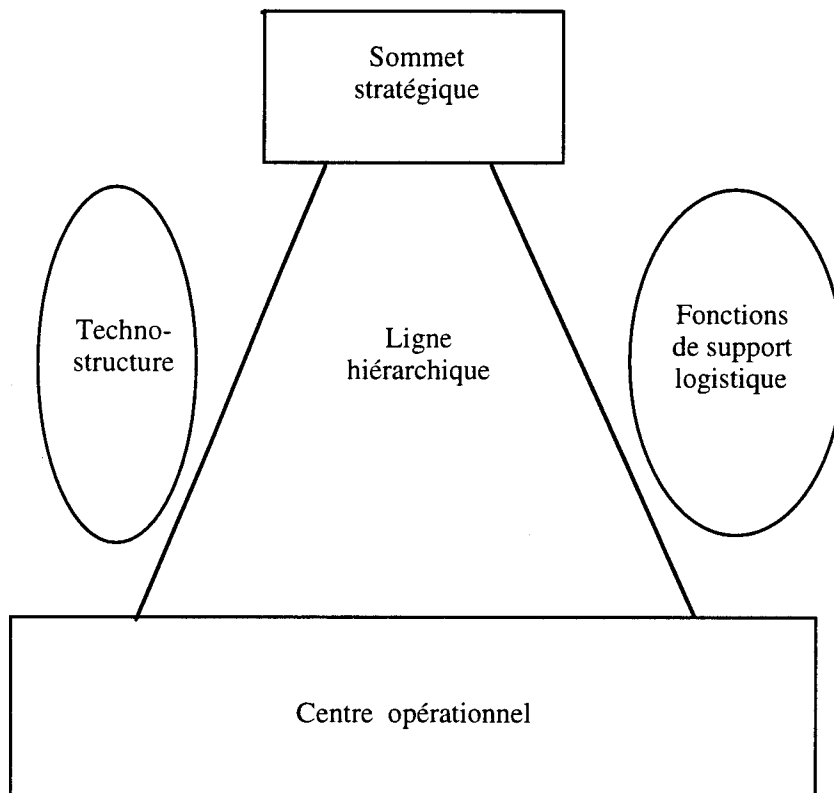 Sommet
stratégique
Techno-
structure
Ligne
hiérarchique
Fonctions
de support
logistique
Centre opérationnel